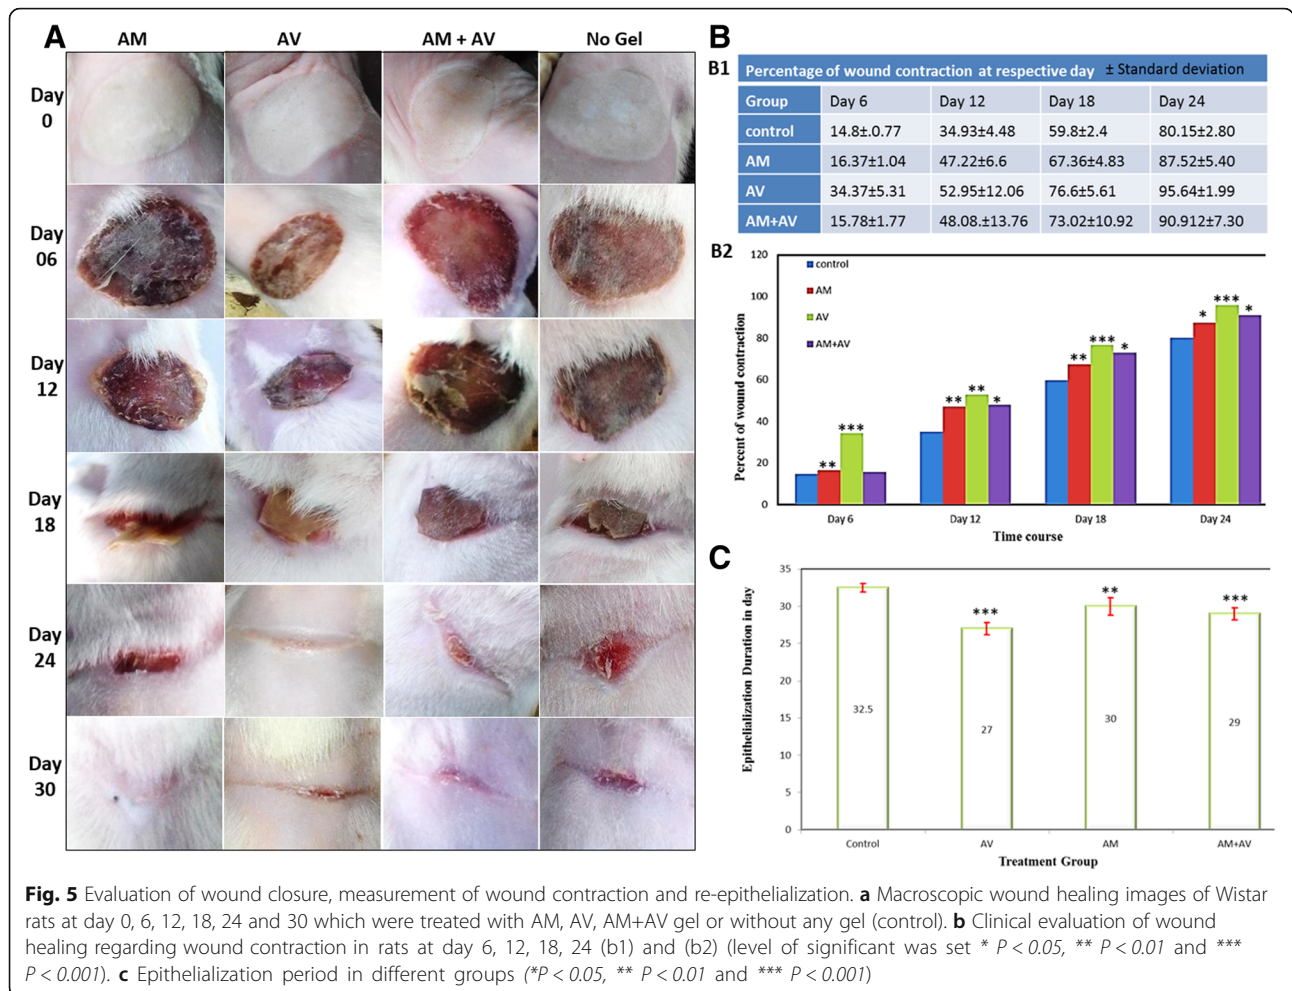 A
AM AV AM + AV No Gel
Day
0
Day
06
Day
12
Day
18
Day
24
Day
30
B
B1
Percentage of wound contraction at respective day ± Standard deviation
Group Day 6 Day 12 Day 18 Day 24
control 14.8±.0.77 34.93±4.48 59.8±2.4 80.15±2.80
AM 16.37±1.04 47.22±6.6 67.36±4.83 87.52±5.40
AV 34.37±5.31 52.95±12.06 76.6±5.61 95.64±1.99
AM+AV 15.78±1.77 48.08.±13.76 73.02±10.92 90.912±7.30
B2
Percent of wound contraction
120
100
80
60
40
20
0
control
AM
AV
AM+AV
** ***
** ** *
** *** *
* *** *
Day 6 Day 12 Day 18 Day 24
Time course
C
Epithelialization Duration in day
35
30
25
20
15
10
5
0
*** ** ***
32.5 27 30 29
Control AV AM AM+AV
Treatment Group
Fig. 5 Evaluation of wound closure, measurement of wound contraction and re-epithelialization. a Macroscopic wound healing images of Wistar
rats at day 0, 6, 12, 18, 24 and 30 which were treated with AM, AV, AM+AV gel or without any gel (control). b Clinical evaluation of wound
healing regarding wound contraction in rats at day 6, 12, 18, 24 (b1) and (b2) (level of significant was set * P < 0.05, ** P < 0.01 and ***
P < 0.001). c Epithelialization period in different groups (*P < 0.05, ** P < 0.01 and *** P < 0.001)